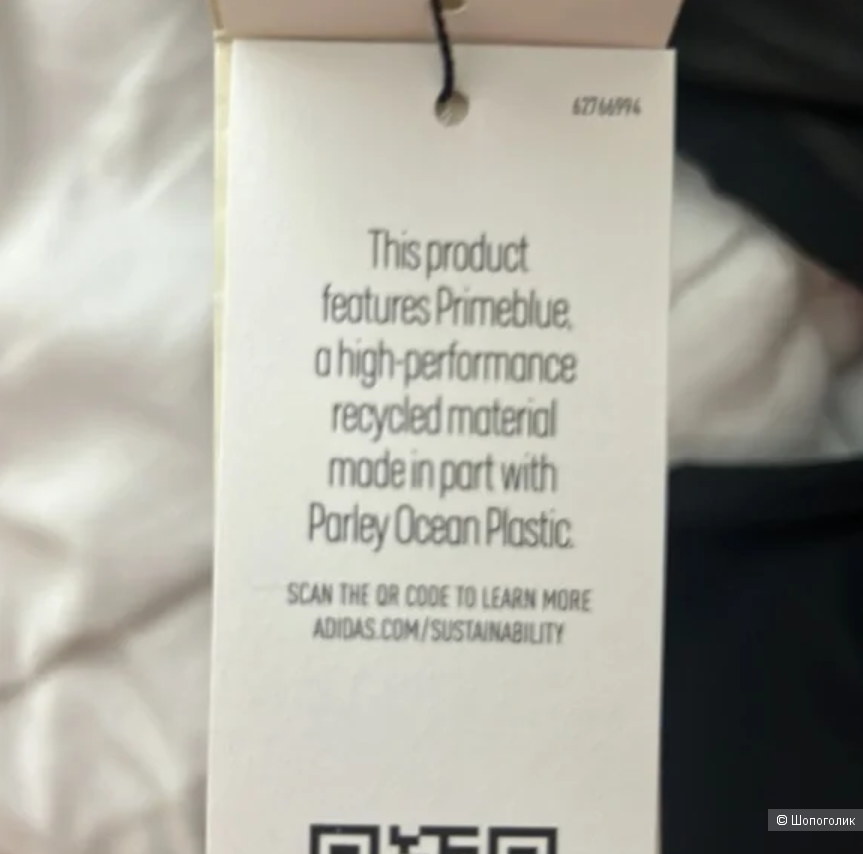 62766994
This product
features Primeblue,
a high-performance
recycled material
made in part with
Parley Ocean Plastic.
SCAN THE QR CODE TO LEARN MORE
ADIDAS.COM/SUSTAINABILITY
© Шопоголик